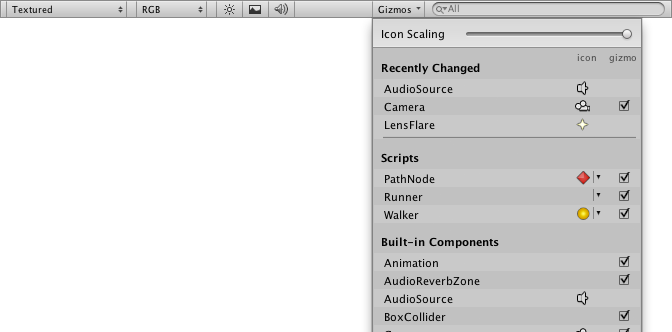 Textured RGB Gizmos All
Icon Scaling
icon gizmo
Recently Changed
AudioSource
Camera
LensFlare
Scripts
PathNode
Runner
Walker
Built-in Components
Animation
AudioReverbZone
AudioSource
BoxCollider